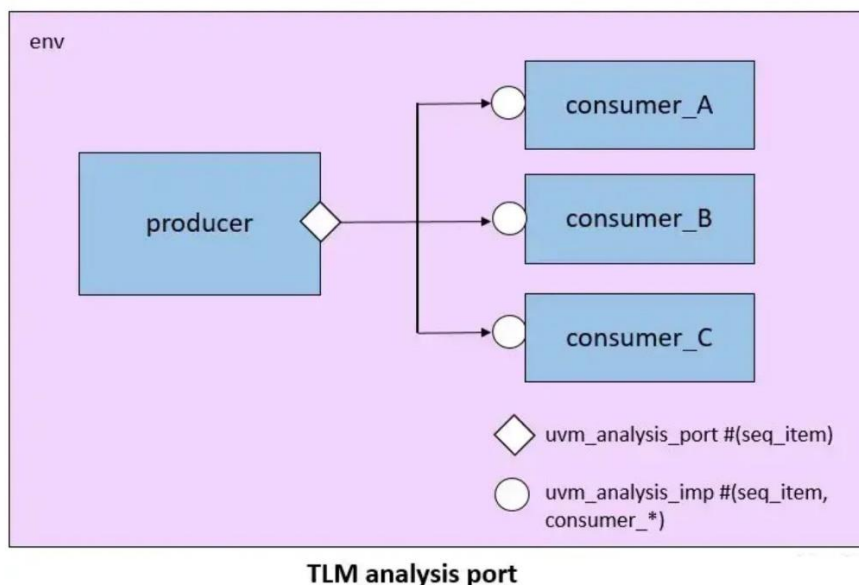 env
producer
consumer_A
consumer_B
consumer_C
uvm_analysis_port #(seq_item)
uvm_analysis_imp #(seq_item,
consumer_*)
TLM analysis port